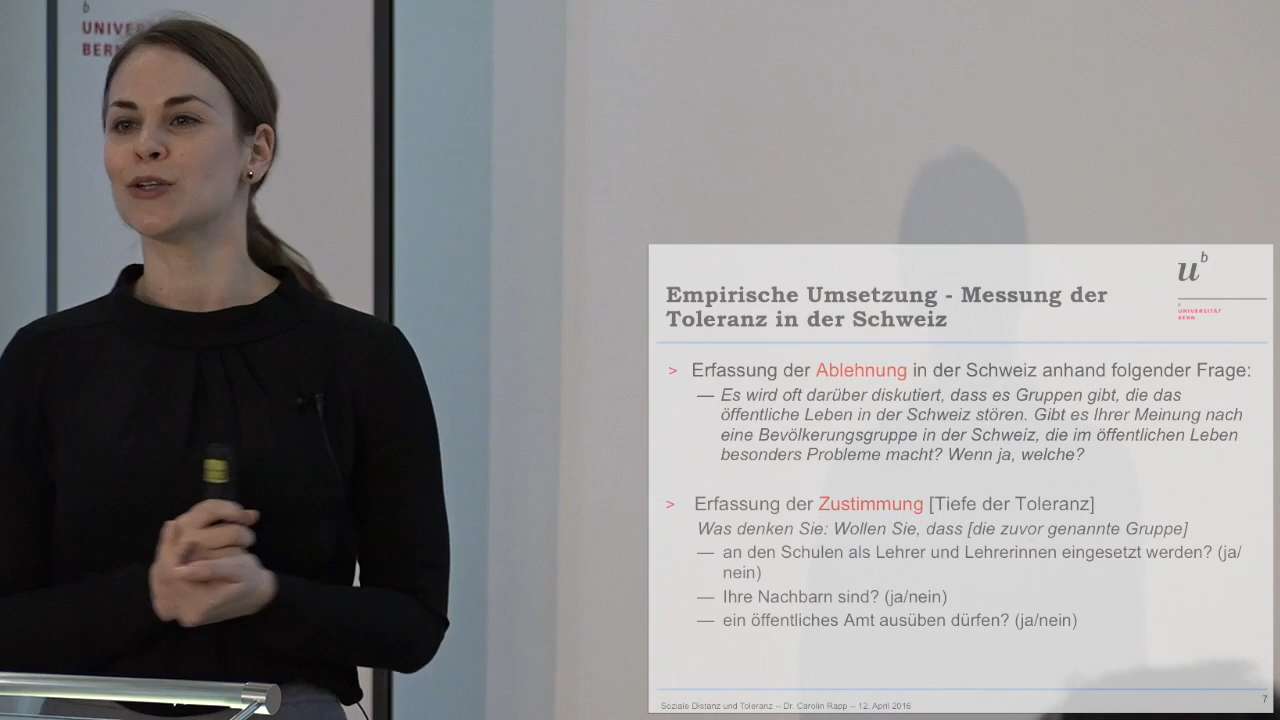 b
UNIVE
BER
u b
b
UNIVERSITÄT
BERN
Empirische Umsetzung - Messung der
Toleranz in der Schweiz
> Erfassung der Ablehnung in der Schweiz anhand folgender Frage:
— Es wird oft darüber diskutiert, dass es Gruppen gibt, die das
öffentliche Leben in der Schweiz stören. Gibt es Ihrer Meinung nach
eine Bevölkerungsgruppe in der Schweiz, die im öffentlichen Leben
besonders Probleme macht? Wenn ja, welche?
> Erfassung der Zustimmung [Tiefe der Toleranz]
Was denken Sie: Wollen Sie, dass [die zuvor genannte Gruppe]
— an den Schulen als Lehrer und Lehrerinnen eingesetzt werden? (ja/
nein)
— Ihre Nachbarn sind? (ja/nein)
— ein öffentliches Amt ausüben dürfen? (ja/nein)
Soziale Distanz und Toleranz -- Dr. Carolin Rapp -- 12. April 2016
7